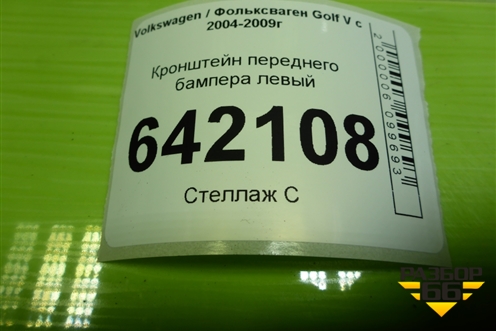 Volkswagen / Фольксваген Golf V с
2004-2009г
Кронштейн переднего
бампера левый
642108
Стеллаж С
2000006099693
РАЗБОР
66